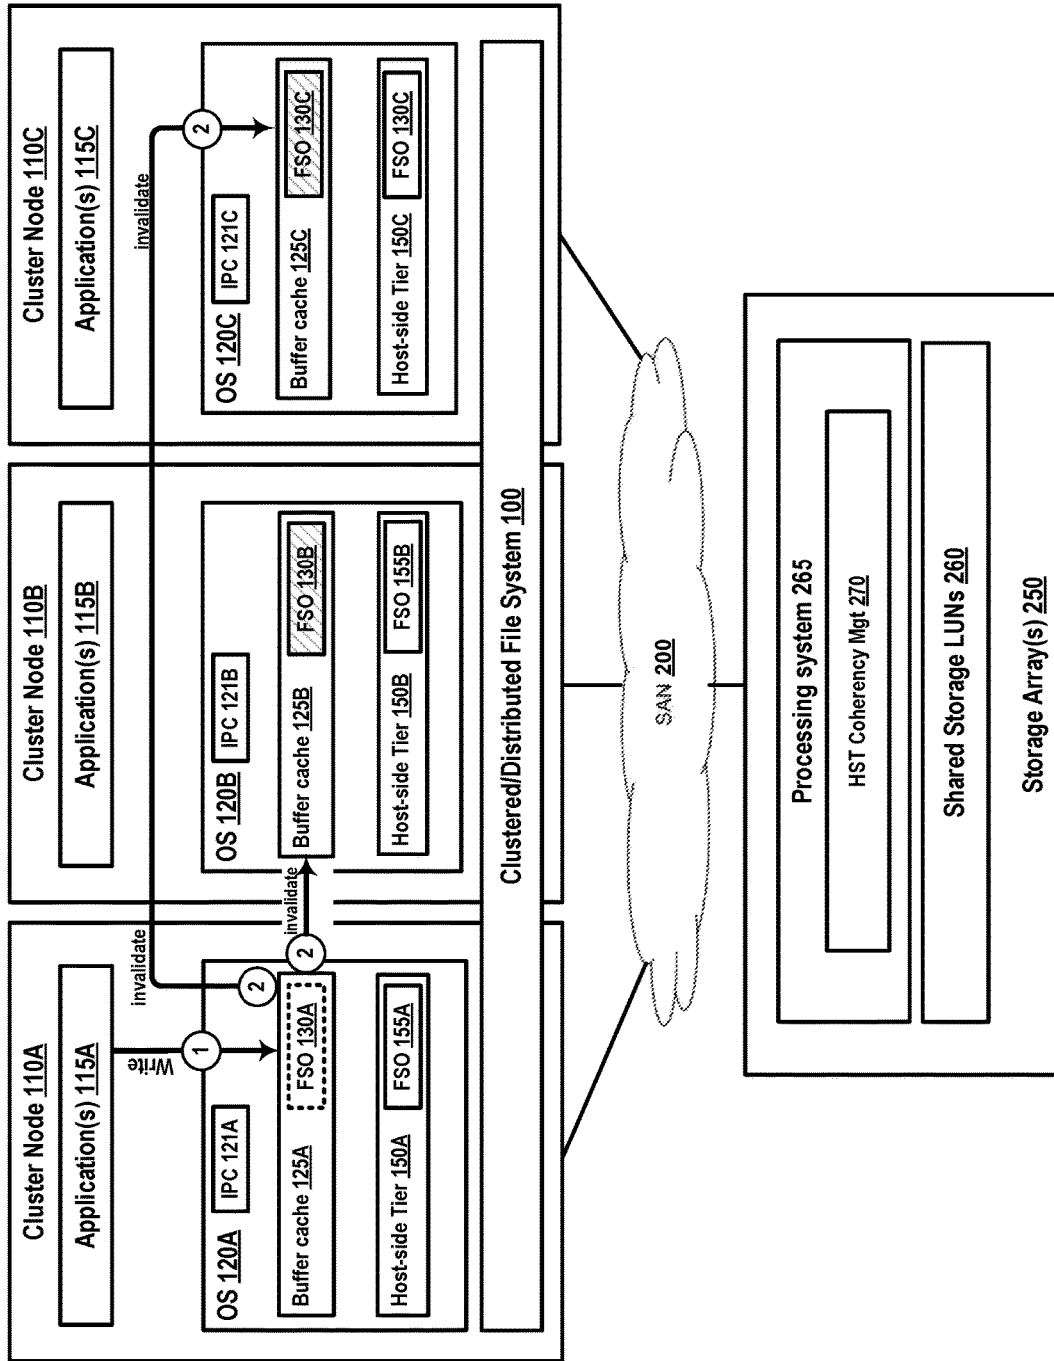 Cluster Node 110A
Application(s) 115A
Write
1
invalidate
2
OS 120A
IPC 121A
Buffer cache 125A
FSO 130A
2
invalidate
Host-side Tier 150A
FSO 155A
Cluster Node 110B
Application(s) 115B
OS 120B
IPC 121B
Buffer cache 125B
FSO 130B
Host-side Tier 150B
FSO 155B
Cluster Node 110C
Application(s) 115C
invalidate
2
OS 120C
IPC 121C
Buffer cache 125C
FSO 130C
Host-side Tier 150C
FSO 130C
Clustered/Distributed File System 100
SAN 200
Processing system 265
HST Coherency Mgt 270
Shared Storage LUNs 260
Storage Array(s) 250